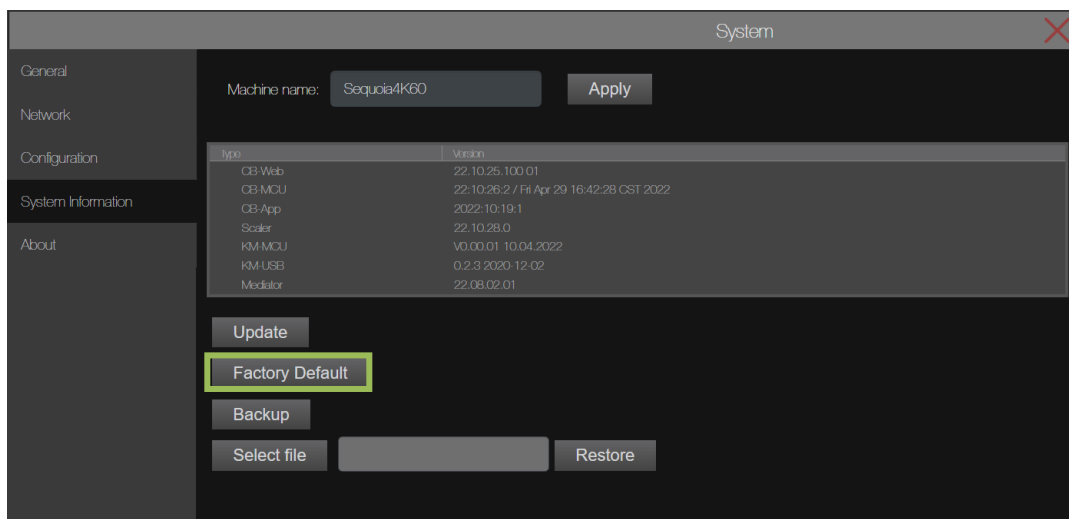 System
General
Network
Configuration
System Information
About
Machine name: Sequoia4K60 Apply
Type Version
CB-Web 22.10.25.100 01
CB-MCU 22:10:26:2 / Fri Apr 29 16:42:28 CST 2022
CB-App 2022:10:19:1
Scaler 22.10.28.0
KM-MCU V0.00.01 10.04.2022
KM-USB 0.2.3 2020-12-02
Mediator 22.08.02.01
Update
Factory Default
Backup
Select file Restore